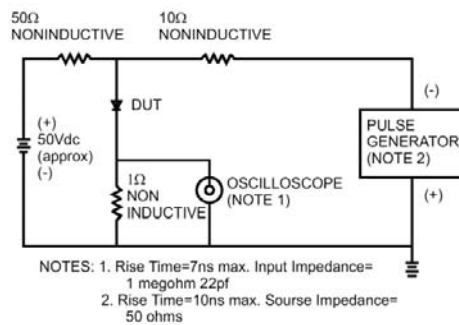 50Ω
NONINDUCTIVE
10Ω
NONINDUCTIVE
(+)
50Vdc
(approx)
(-)
DUT
1Ω
NON
INDUCTIVE
OSCILLOSCOPE
(NOTE 1)
(-)
PULSE
GENERATOR
(NOTE 2)
(+)
NOTES: 1. Rise Time=7ns max. Input Impedance=
1 megohm 22pf
2. Rise Time=10ns max. Sourse Impedance=
50 ohms